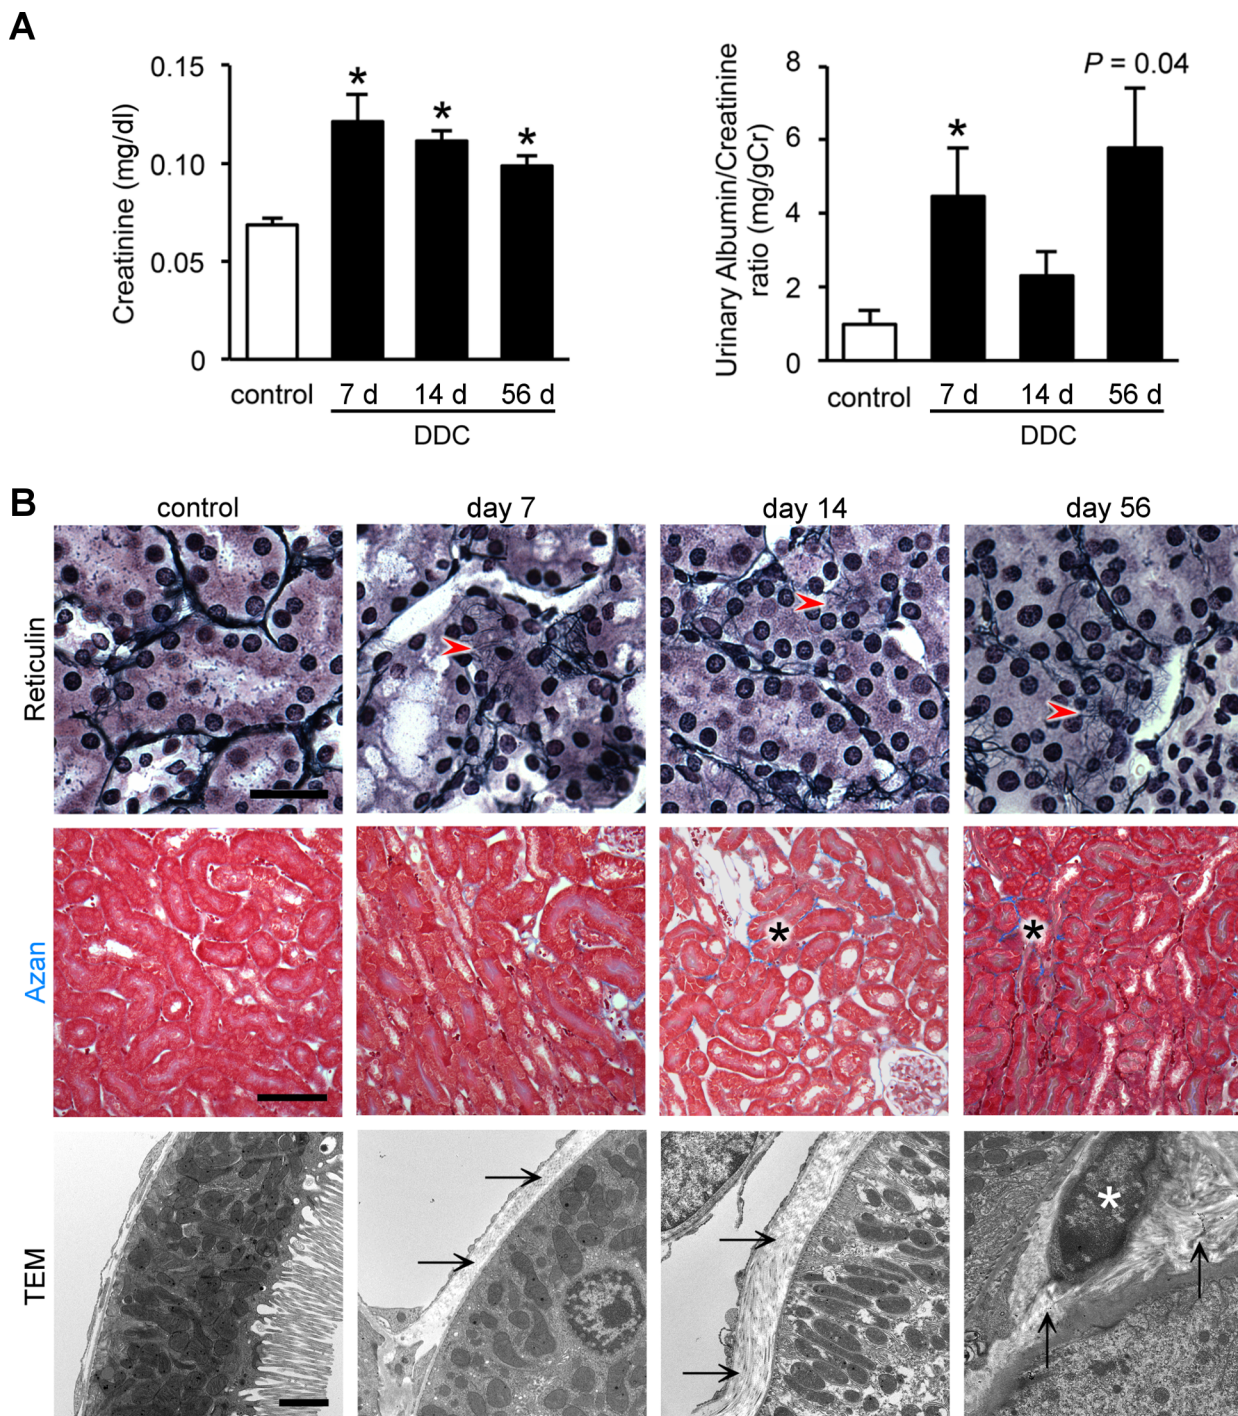 A
Creatinine (mg/dl)
0.15
0.10
0.05
0
*
*
*
control
7 d
14 d
56 d
DDC
Urinary Albumin/Creatinine
ratio (mg/gCr)
8
6
4
2
0
*
P = 0.04
control
7 d
14 d
56 d
DDC
B
control
day 7
day 14
day 56
Reticulin
Azan
*
*
TEM
*